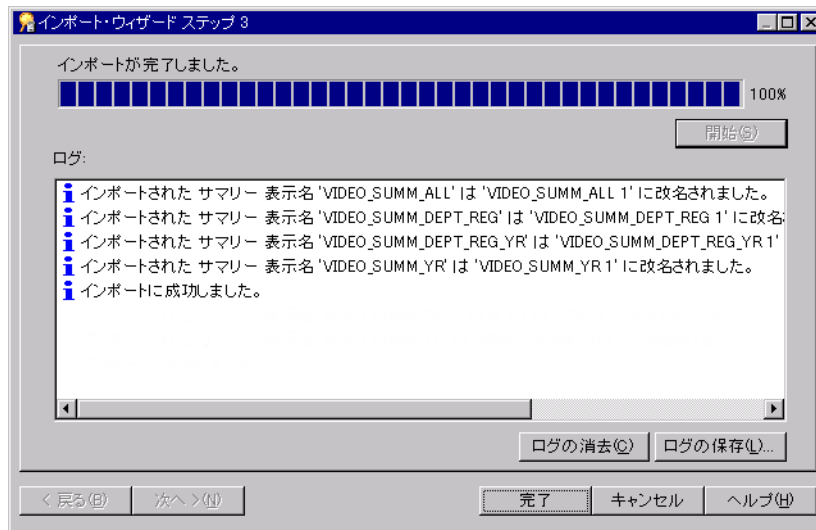 インポート・ウィザード ステップ 3
インポートが完了しました。
100%
開始(S)
ログ:
インポートされた サマリー 表示名 'VIDEO_SUMM_ALL' は 'VIDEO_SUMM_ALL 1' に改名されました。
インポートされた サマリー 表示名 'VIDEO_SUMM_DEPT_REG' は 'VIDEO_SUMM_DEPT_REG 1' に改名
インポートされた サマリー 表示名 'VIDEO_SUMM_DEPT_REG_YR' は 'VIDEO_SUMM_DEPT_REG_YR 1'
インポートされた サマリー 表示名 'VIDEO_SUMM_YR' は 'VIDEO_SUMM_YR 1' に改名されました。
インポートに成功しました。
ログの消去(C) ログの保存(L)...
< 戻る(B) 次へ >(N) 完了 キャンセル ヘルプ(H)